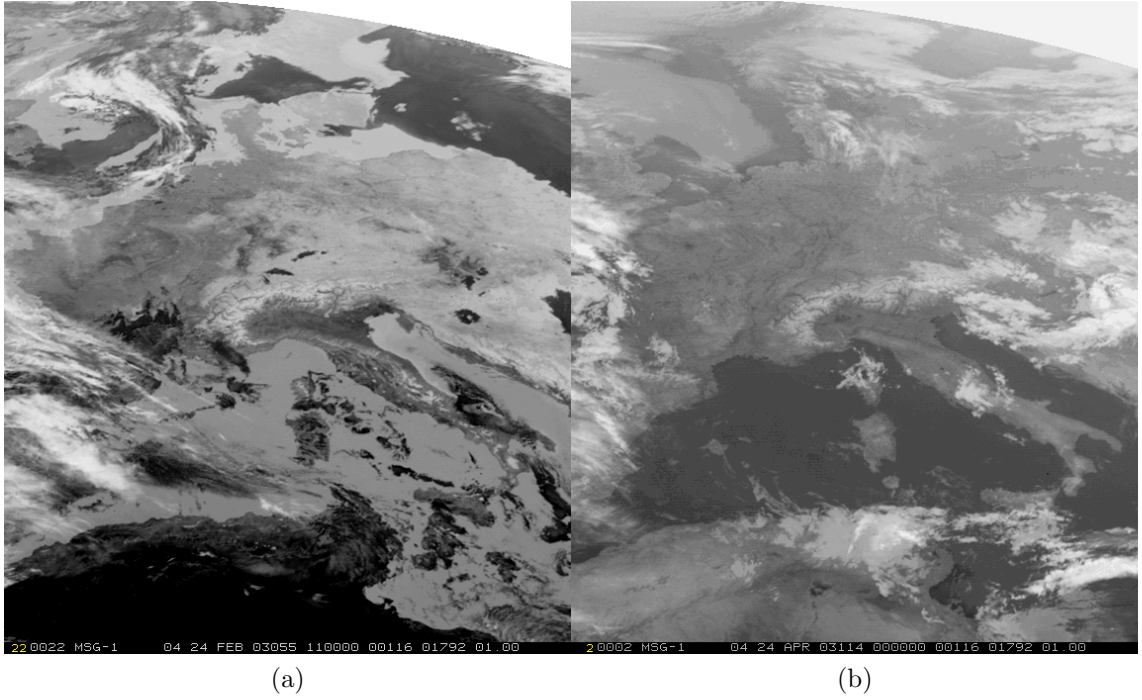 22 0022 MSG-1 04 24 FEB 03055 110000 00116 01792 01.00
2 0002 MSG-1 04 24 APR 03114 000000 00116 01792 01.00
(a)
(b)